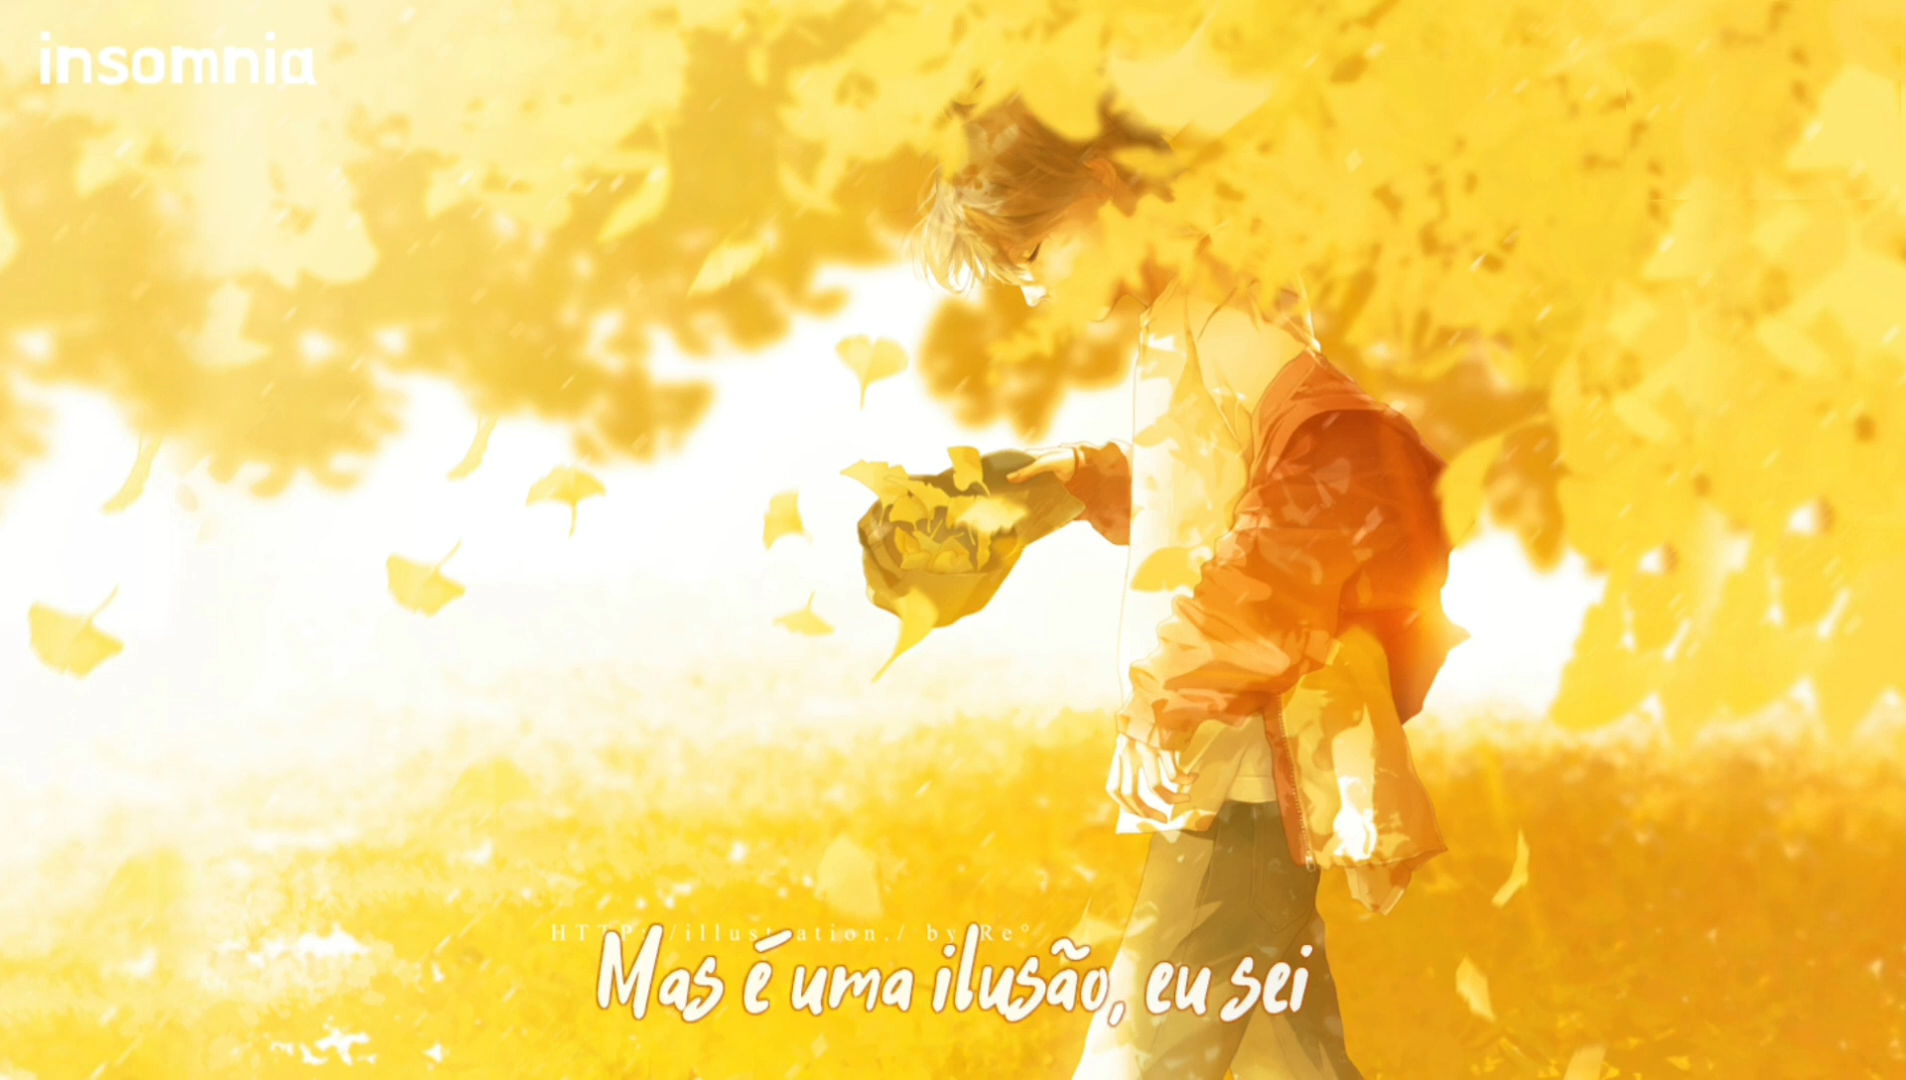 insomnia
HTTP://illustration./ by Re°
Mas é uma ilusão, eu sei